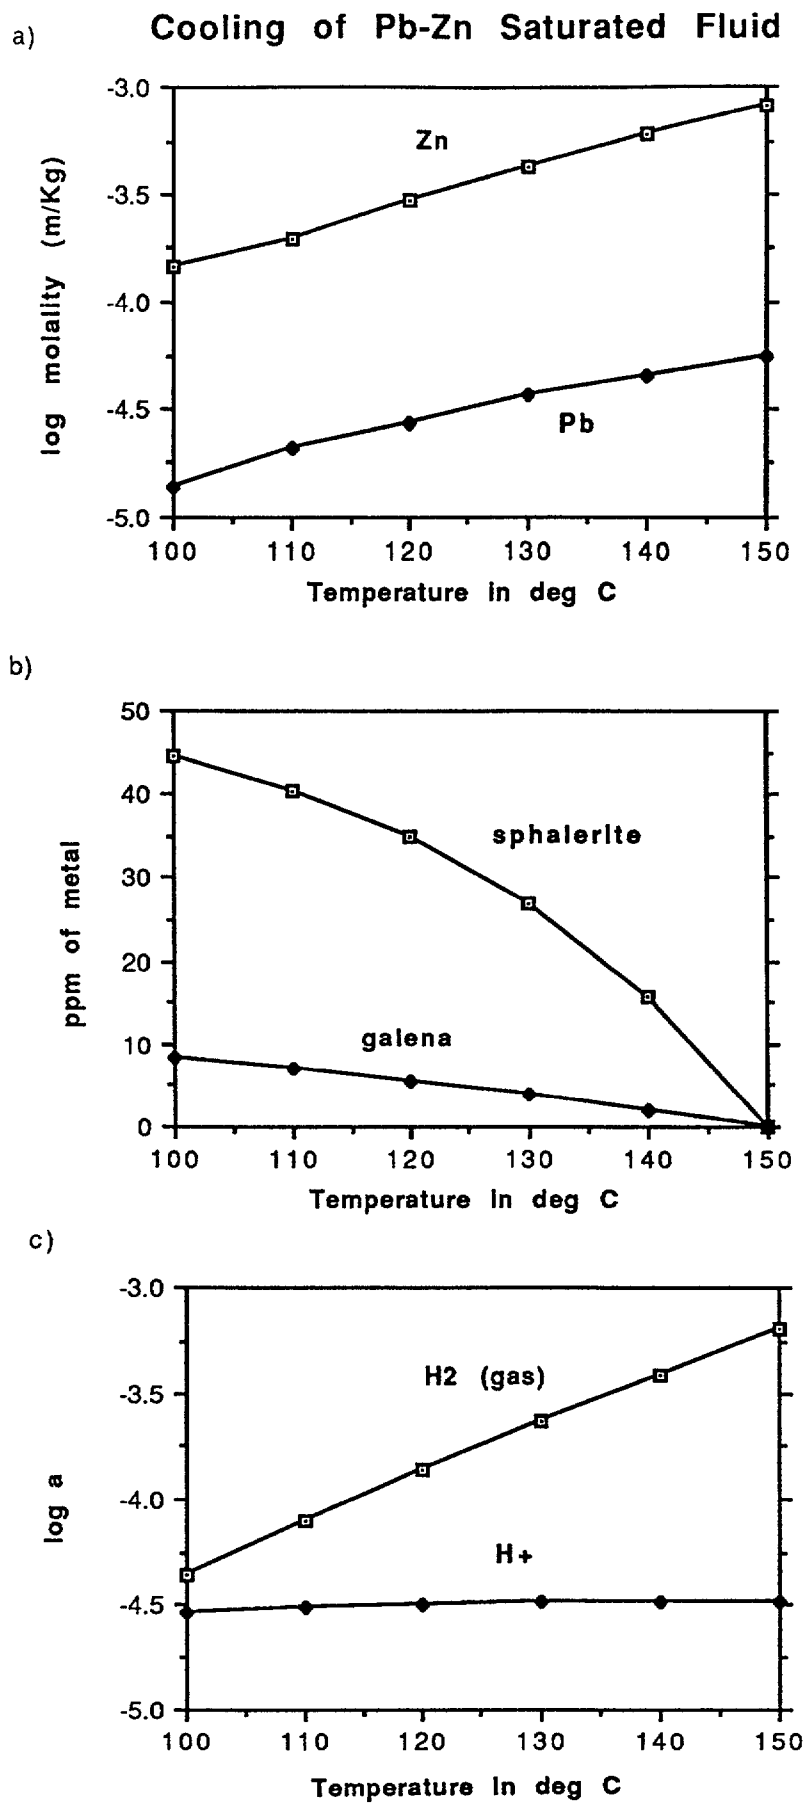 a)
Cooling of Pb-Zn Saturated Fluid
-3.0
-3.5
-4.0
-4.5
-5.0
log molality (m/Kg)
Zn
Pb
100 110 120 130 140 150
Temperature in deg C
b)
50
40
30
20
10
0
ppm of metal
sphalerite
galena
100 110 120 130 140 150
Temperature in deg C
c)
-3.0
-3.5
-4.0
-4.5
-5.0
log a
H2 (gas)
H+
100 110 120 130 140 150
Temperature in deg C